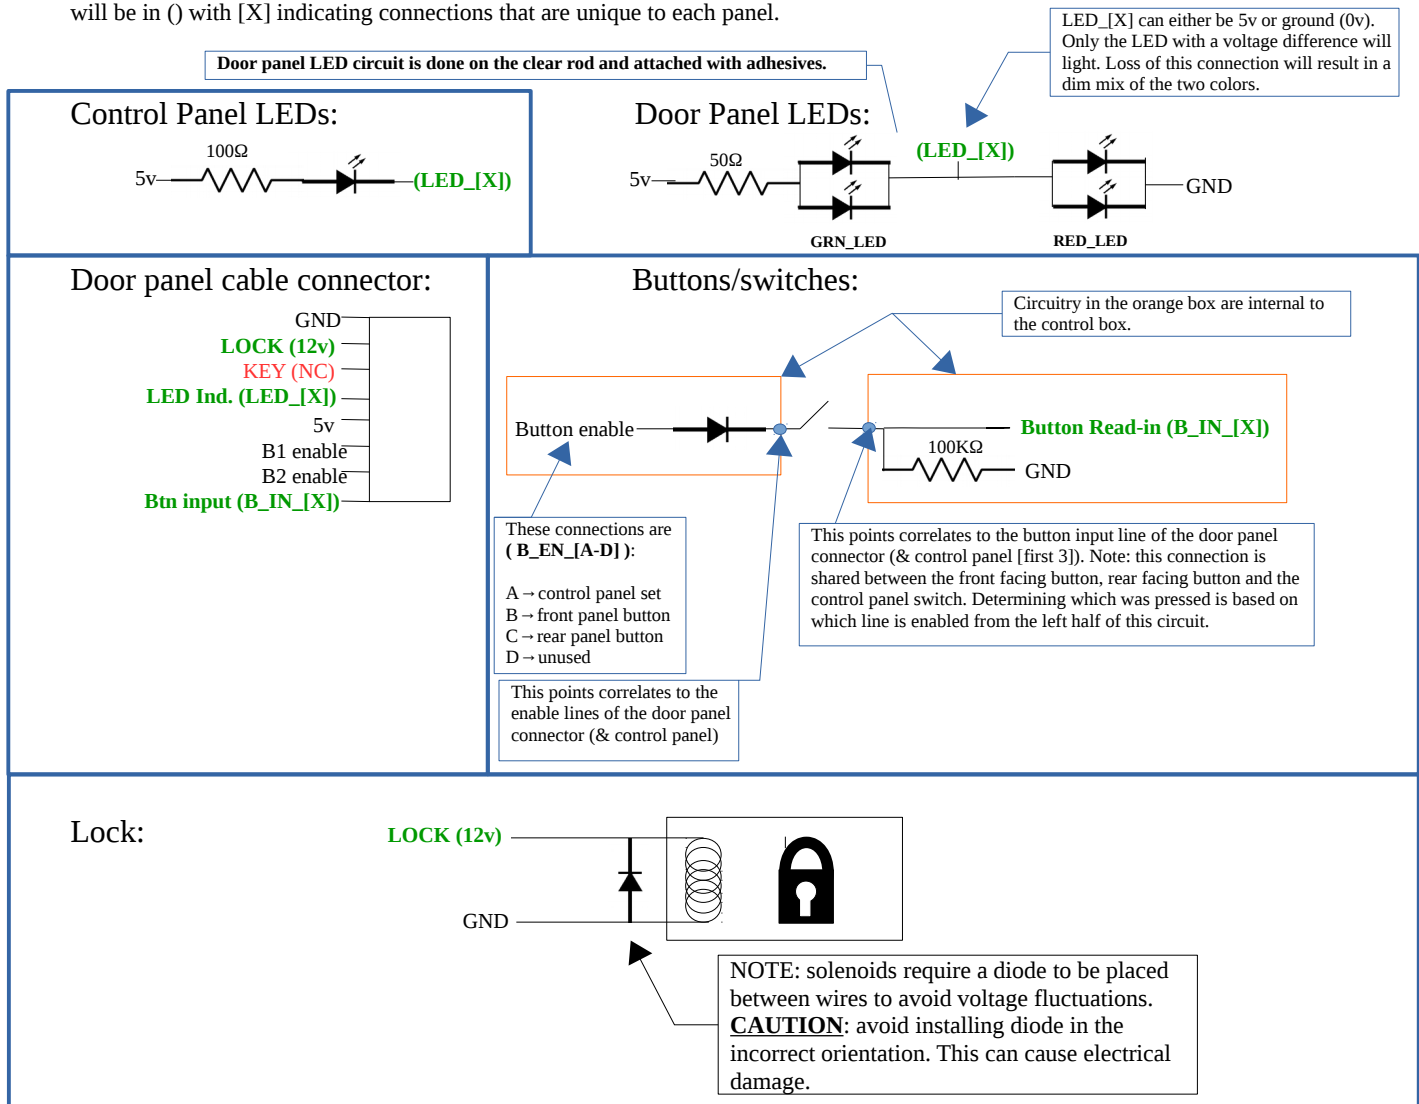 will be in () with [X] indicating connections that are unique to each panel.
LED_[X] can either be 5v or ground (0v).
Only the LED with a voltage difference will
light. Loss of this connection will result in a
dim mix of the two colors.
Door panel LED circuit is done on the clear rod and attached with adhesives.
Control Panel LEDs:
100Ω
5v
(LED_[X])
Door Panel LEDs:
50Ω
5v
(LED_[X])
GND
GRN_LED
RED_LED
Door panel cable connector:
GND
LOCK (12v)
KEY (NC)
LED Ind. (LED_[X])
5v
B1 enable
B2 enable
Btn input (B_IN_[X])
Buttons/switches:
Circuitry in the orange box are internal to
the control box.
Button enable
Button Read-in (B_IN_[X])
100KΩ
GND
These connections are
( B_EN_[A-D] ):
A→control panel set
B→front panel button
C→rear panel button
D→unused
This points correlates to the button input line of the door panel
connector (& control panel [first 3]). Note: this connection is
shared between the front facing button, rear facing button and the
control panel switch. Determining which was pressed is based on
which line is enabled from the left half of this circuit.
This points correlates to the
enable lines of the door panel
connector (& control panel)
Lock:
LOCK (12v)
GND
NOTE: solenoids require a diode to be placed
between wires to avoid voltage fluctuations.
CAUTION: avoid installing diode in the
incorrect orientation. This can cause electrical
damage.